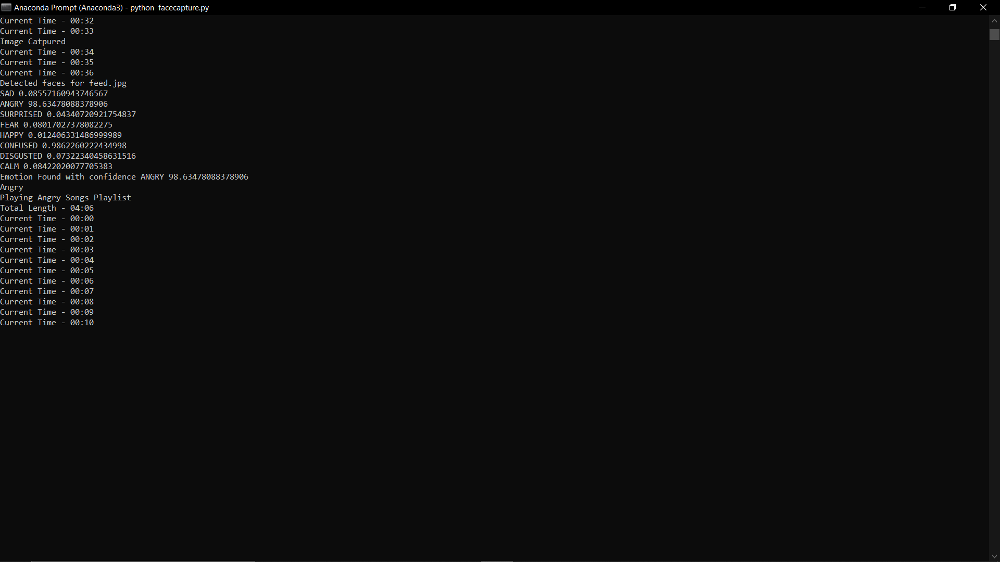 Anaconda Prompt (Anaconda3) - python  facecapture.py
Current Time - 00:32
Current Time - 00:33
Image Catpured
Current Time - 00:34
Current Time - 00:35
Current Time - 00:36
Detected faces for feed.jpg
SAD 0.08557160943746567
ANGRY 98.63478088378906
SURPRISED 0.04340720921754837
FEAR 0.08017027378082275
HAPPY 0.012406331486999989
CONFUSED 0.9862260222434998
DISGUSTED 0.07322340458631516
CALM 0.08422020077705383
Emotion Found with confidence ANGRY 98.63478088378906
Angry
Playing Angry Songs Playlist
Total Length - 04:06
Current Time - 00:00
Current Time - 00:01
Current Time - 00:02
Current Time - 00:03
Current Time - 00:04
Current Time - 00:05
Current Time - 00:06
Current Time - 00:07
Current Time - 00:08
Current Time - 00:09
Current Time - 00:10